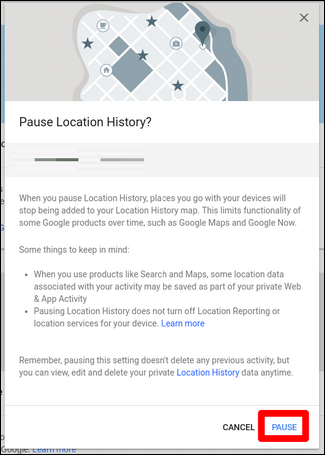 Pause Location History?
When you pause Location History, places you go with your devices will
stop being added to your Location History map. This limits functionality of
some Google products over time, such as Google Maps and Google Now.
Some things to keep in mind:
• When you use products like Search and Maps, some location data
associated with your activity may be saved as part of your private Web
& App Activity
• Pausing Location History does not turn off Location Reporting or
location services for your device. Learn more
Remember, pausing this setting doesn't delete any previous activity, but
you can view, edit and delete your private Location History data anytime.
CANCEL PAUSE
Google. Learn more